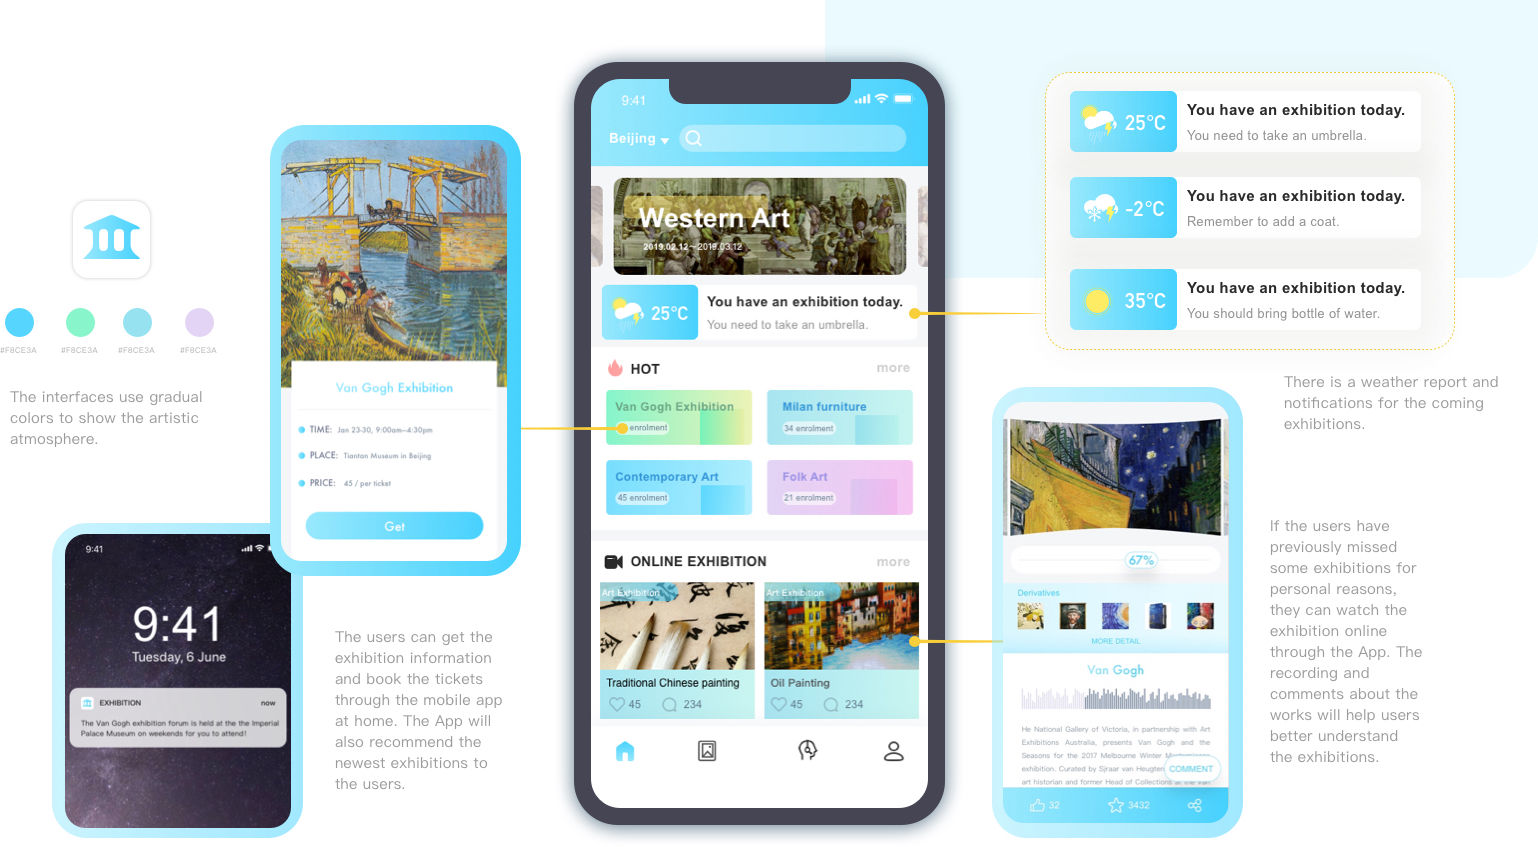 #F8CE3A
#F8CE3A
#F8CE3A
#F8CE3A
The interfaces use gradual
colors to show the artistic
atmosphere.
9:41
9:41
Tuesday, 6 June
EXHIBITION
now
The Van Gogh exhibition forum is held at the the Imperial
Palace Museum on weekends for you to attend!
Van Gogh Exhibition
TIME: Jan 23-30, 9:00am–4:30pm
PLACE: Tiantan Museum in Beijing
PRICE: 45 / per ticket
Get
The users can get the
exhibition information
and book the tickets
through the mobile app
at home. The App will
also recommend the
newest exhibitions to
the users.
9:41
Beijing
Western Art
2019.02.12～2019.03.12
25°C
You have an exhibition today.
You need to take an umbrella.
HOT
more
Van Gogh Exhibition
enrolment
Milan furniture
34 enrolment
Contemporary Art
45 enrolment
Folk Art
21 enrolment
ONLINE EXHIBITION
more
Art Exhibition
Traditional Chinese painting
45
234
Art Exhibition
Oil Painting
45
234
25°C
You have an exhibition today.
You need to take an umbrella.
-2°C
You have an exhibition today.
Remember to add a coat.
35°C
You have an exhibition today.
You should bring bottle of water.
There is a weather report and
notifications for the coming
exhibitions.
67%
Derivatives
MORE DETAIL
Van Gogh
He National Gallery of Victoria, in partnership with Art
Exhibitions Australia, presents Van Gogh and the
Seasons for the 2017 Melbourne Winter
exhibition. Curated by Sjraar van Heugten
art historian and former Head of Collections
COMMENT
32
3432
If the users have
previously missed
some exhibitions for
personal reasons,
they can watch the
exhibition online
through the App. The
recording and
comments about the
works will help users
better understand
the exhibitions.